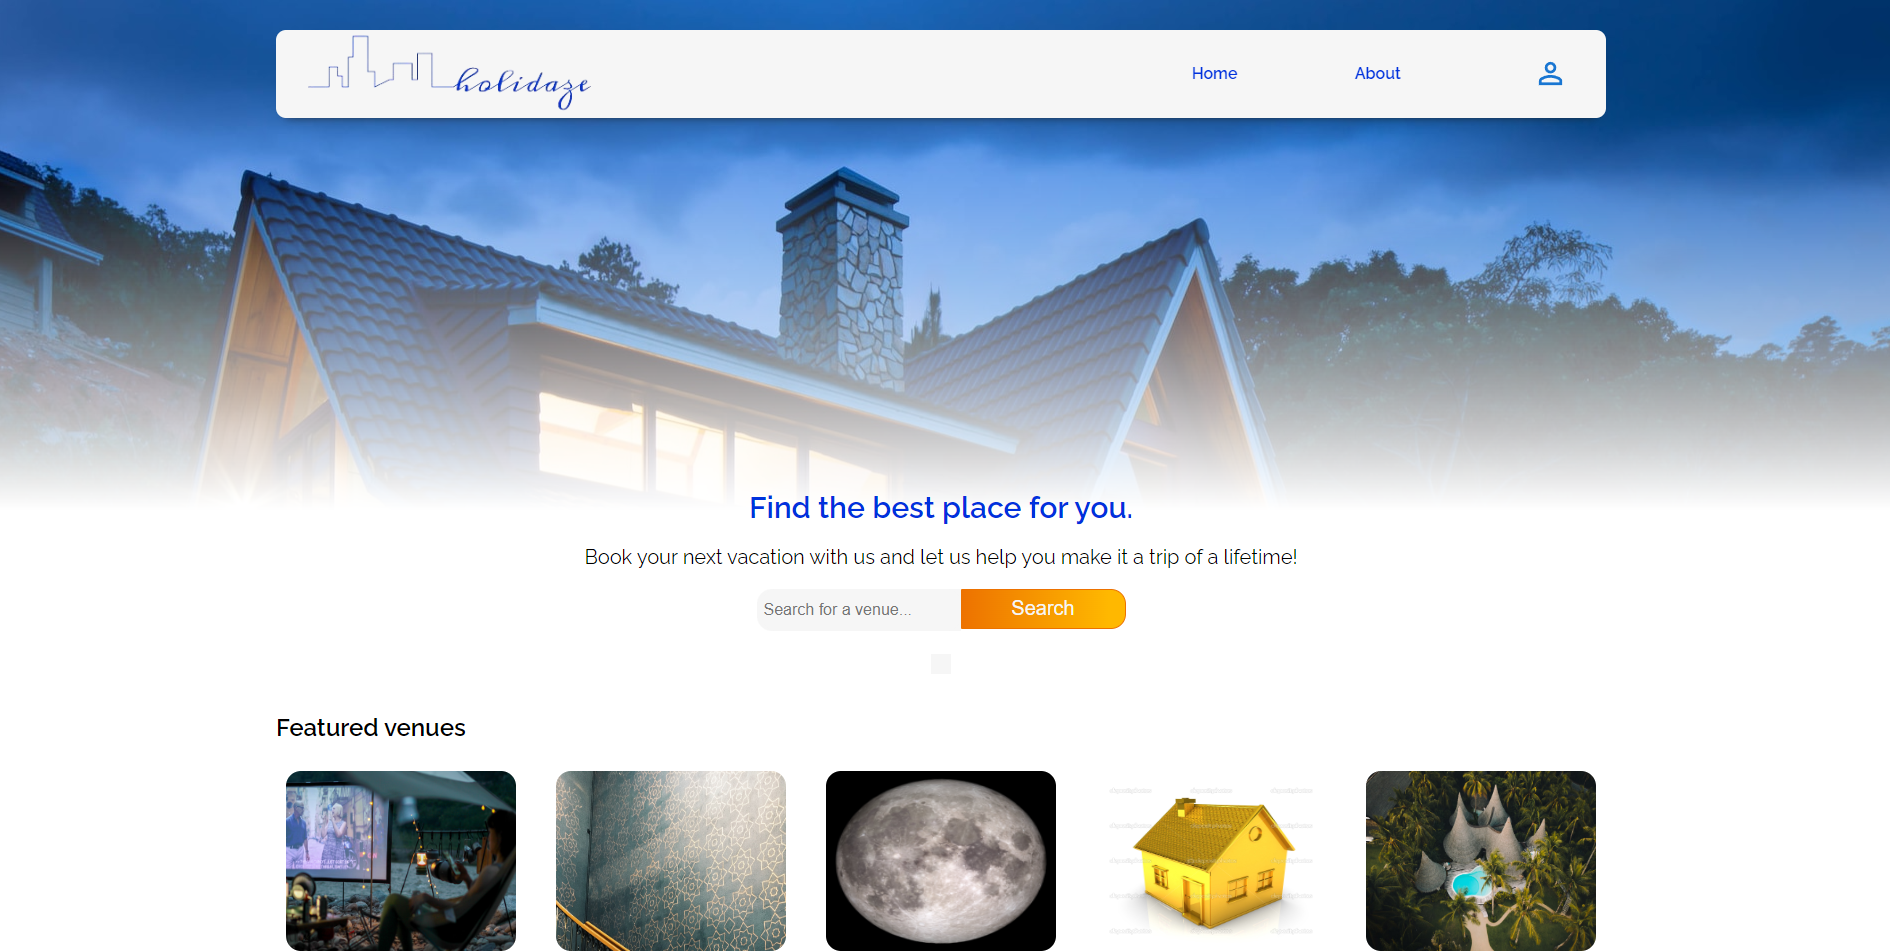 holidaze
Home
About
Find the best place for you.
Book your next vacation with us and let us help you make it a trip of a lifetime!
Search for a venue...
Search
Featured venues